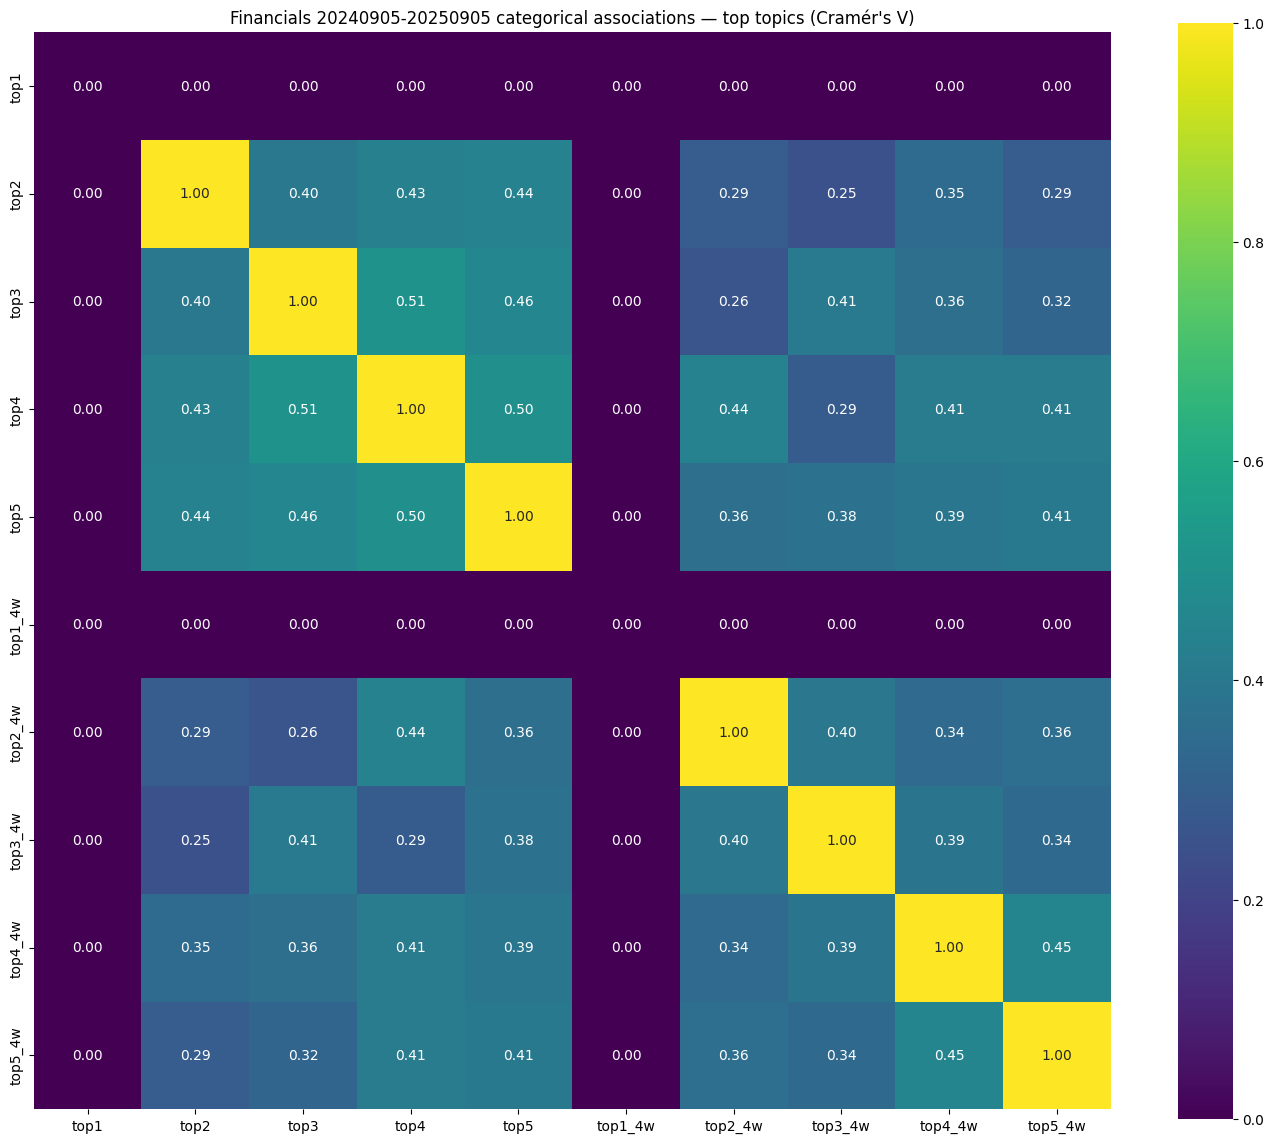 Financials 20240905-20250905 categorical associations — top topics (Cramér's V)
top1 0.00 0.00 0.00 0.00 0.00 0.00 0.00 0.00 0.00 0.00
top2 0.00 1.00 0.40 0.43 0.44 0.00 0.29 0.25 0.35 0.29
top3 0.00 0.40 1.00 0.51 0.46 0.00 0.26 0.41 0.36 0.32
top4 0.00 0.43 0.51 1.00 0.50 0.00 0.44 0.29 0.41 0.41
top5 0.00 0.44 0.46 0.50 1.00 0.00 0.36 0.38 0.39 0.41
top1_4w 0.00 0.00 0.00 0.00 0.00 0.00 0.00 0.00 0.00 0.00
top2_4w 0.00 0.29 0.26 0.44 0.36 0.00 1.00 0.40 0.34 0.36
top3_4w 0.00 0.25 0.41 0.29 0.38 0.00 0.40 1.00 0.39 0.34
top4_4w 0.00 0.35 0.36 0.41 0.39 0.00 0.34 0.39 1.00 0.45
top5_4w 0.00 0.29 0.32 0.41 0.41 0.00 0.36 0.34 0.45 1.00
top1 top2 top3 top4 top5 top1_4w top2_4w top3_4w top4_4w top5_4w
1.0
0.8
0.6
0.4
0.2
0.0